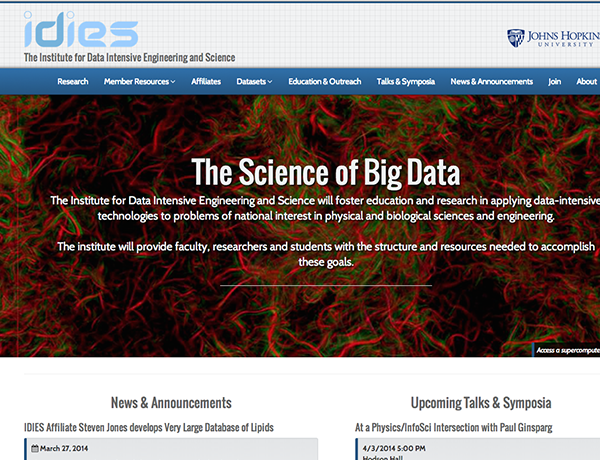 idies
The Institute for Data Intensive Engineering and Science
JOHNS HOPKIN
UNIVERSITY
Research Member Resources Affiliates Datasets Education & Outreach Talks & Symposia News & Announcements Join About
The Science of Big Data
The Institute for Data Intensive Engineering and Science will foster education and research in applying data-intensive
technologies to problems of national interest in physical and biological sciences and engineering.
The institute will provide faculty, researchers and students with the structure and resources needed to accomplish
these goals.
Access a supercompute
News & Announcements
IDIES Affiliate Steven Jones develops Very Large Database of Lipids
March 27, 2014
Upcoming Talks & Symposia
At a Physics/InfoSci Intersection with Paul Ginsparg
4/3/2014 5:00 PM
Hodson Hall